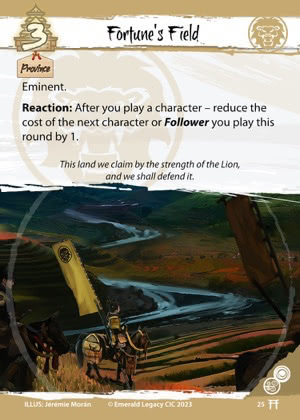 Fortune's Field
3
Province
Eminent.
Reaction: After you play a character – reduce the
cost of the next character or Follower you play this
round by 1.
This land we claim by the strength of the Lion,
and we shall defend it.
ILLUS: Jérémie Morán © Emerald Legacy CIC 2023
25